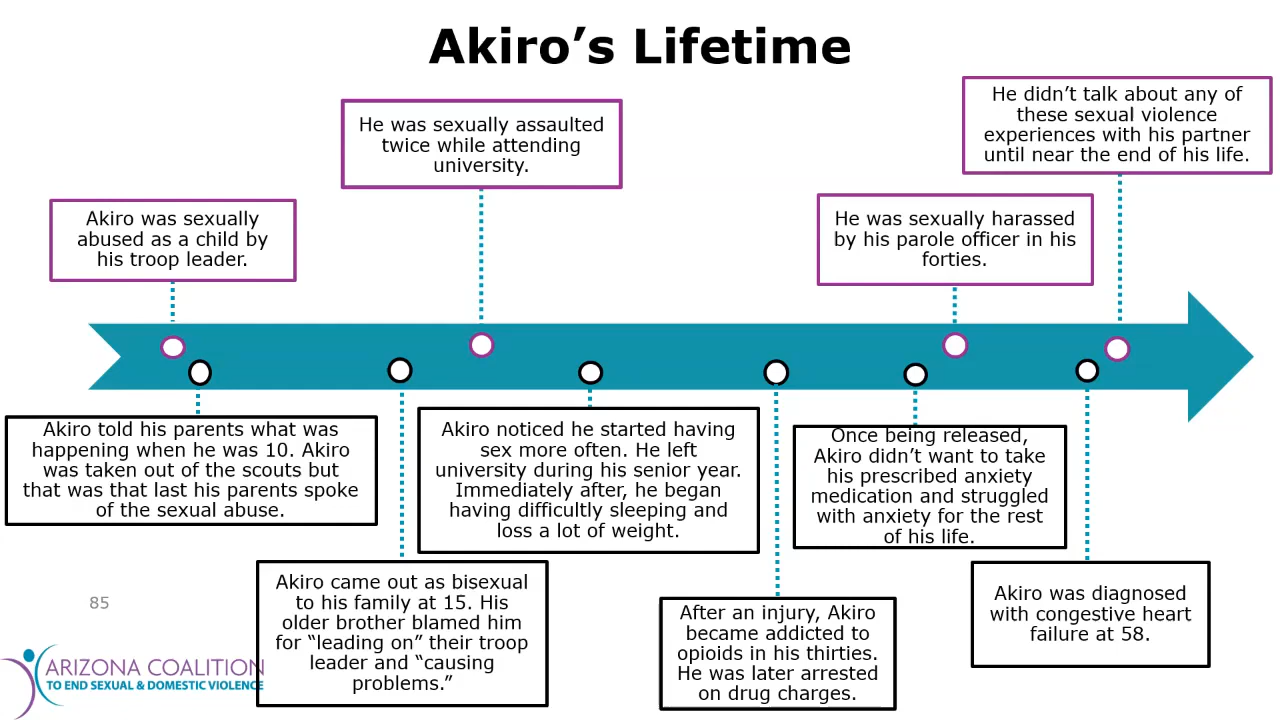 Akiro’s Lifetime
He didn’t talk about any of
these sexual violence
experiences with his partner
until near the end of his life.
He was sexually assaulted
twice while attending
university.
Akiro was sexually
abused as a child by
his troop leader.
He was sexually harassed
by his parole officer in his
forties.
Akiro told his parents what was
happening when he was 10. Akiro
was taken out of the scouts but
that was that last his parents spoke
of the sexual abuse.
Akiro noticed he started having
sex more often. He left
university during his senior year.
Immediately after, he began
having difficultly sleeping and
loss a lot of weight.
Once being released,
Akiro didn’t want to take
his prescribed anxiety
medication and struggled
with anxiety for the rest
of his life.
Akiro came out as bisexual
to his family at 15. His
older brother blamed him
for “leading on” their troop
leader and “causing
problems.”
After an injury, Akiro
became addicted to
opioids in his thirties.
He was later arrested
on drug charges.
Akiro was diagnosed
with congestive heart
failure at 58.
85
ARIZONA COALITION
TO END SEXUAL & DOMESTIC VIOLENCE